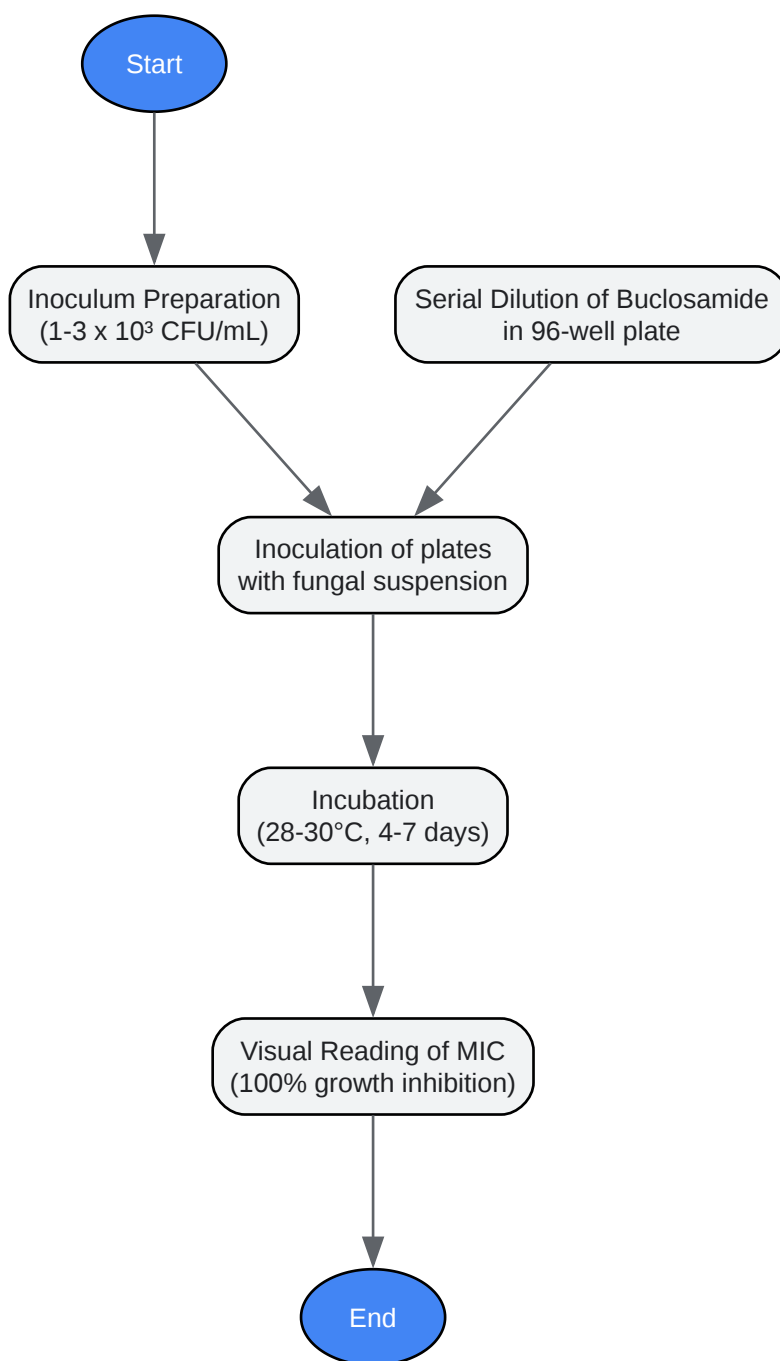 Start
Inoculum Preparation
(1-3 x 10³ CFU/mL)
Serial Dilution of Buclosamide
in 96-well plate
Inoculation of plates
with fungal suspension
Incubation
(28-30°C, 4-7 days)
Visual Reading of MIC
(100% growth inhibition)
End